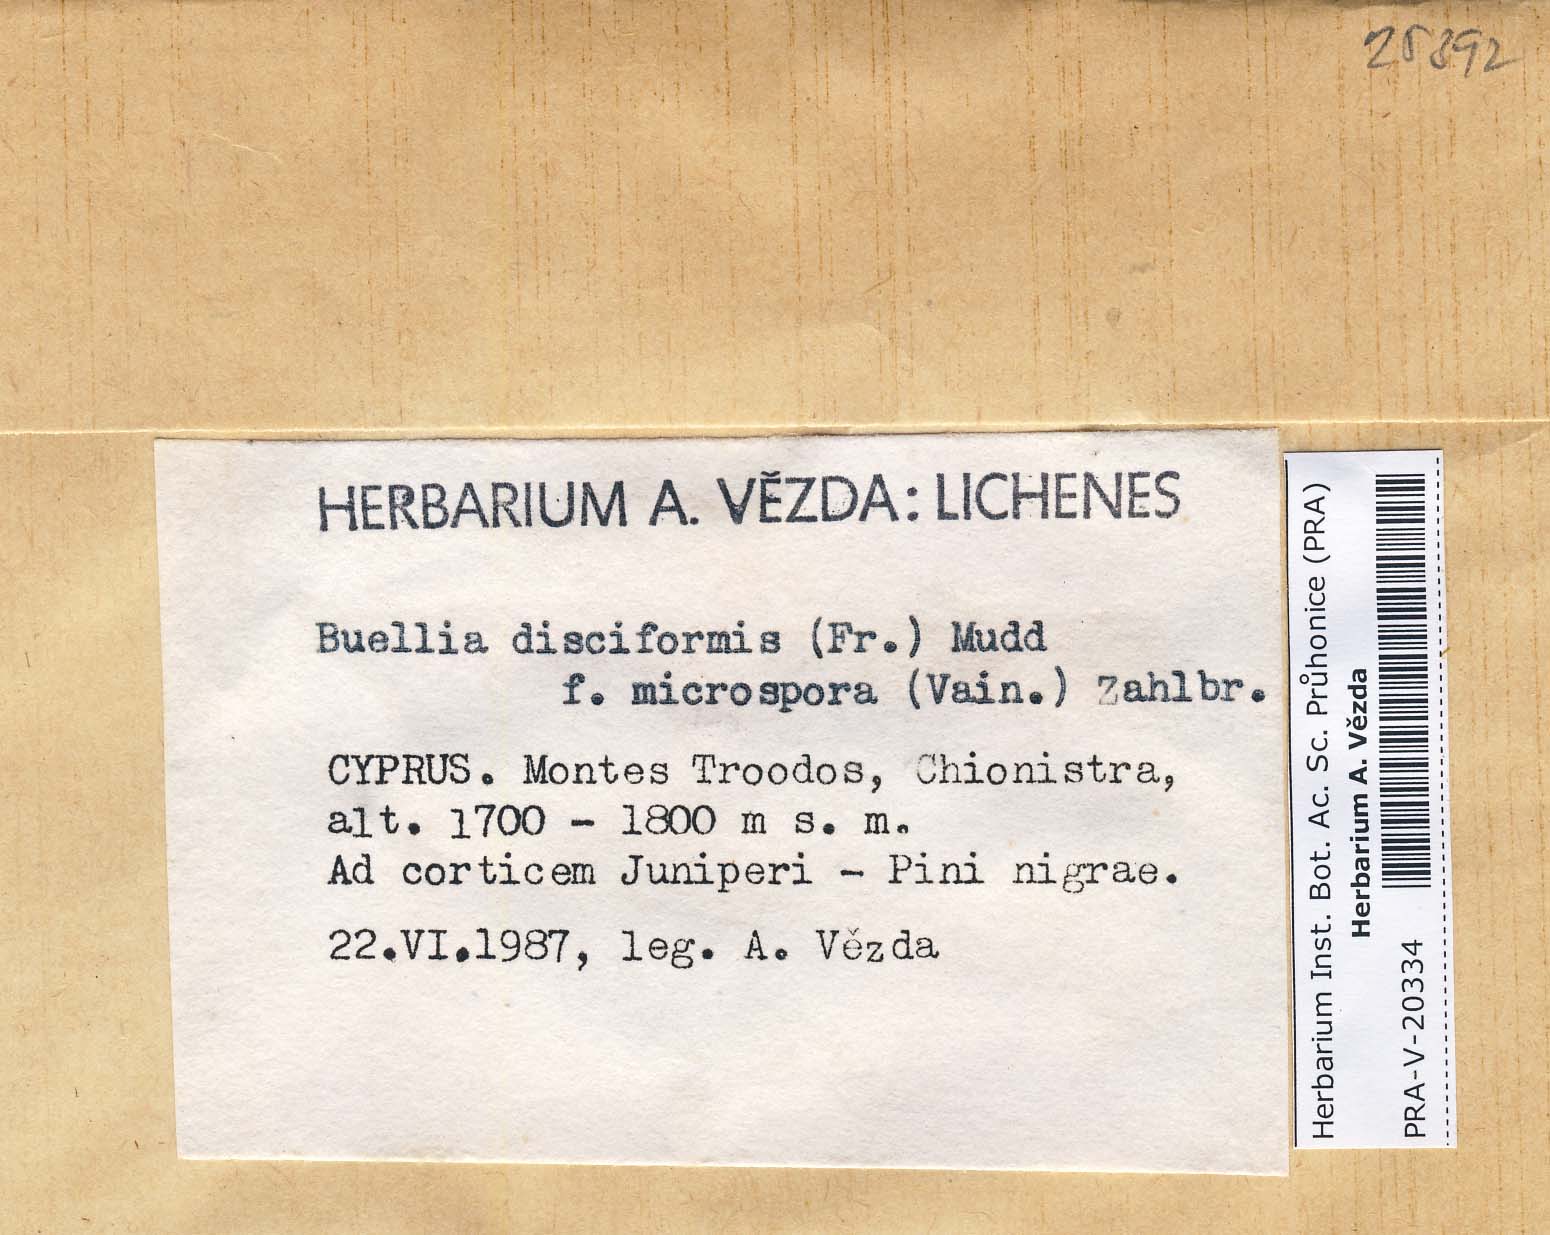 25892
HERBARIUM A. VĚZDA: LICHENES
Buellia disciformis (Fr.) Mudd
f. microspora (Vain.) Zahlbr.
CYPRUS. Montes Troodos, Chionistra,
alt. 1700 - 1800 m s. m.
Ad corticem Juniperi - Pini nigrae.
22.VI.1987, leg. A. Vězda
Herbarium Inst. Bot. Ac. Sc. Průhonice (PRA)
Herbarium A. Vězda
PRA-V-20334